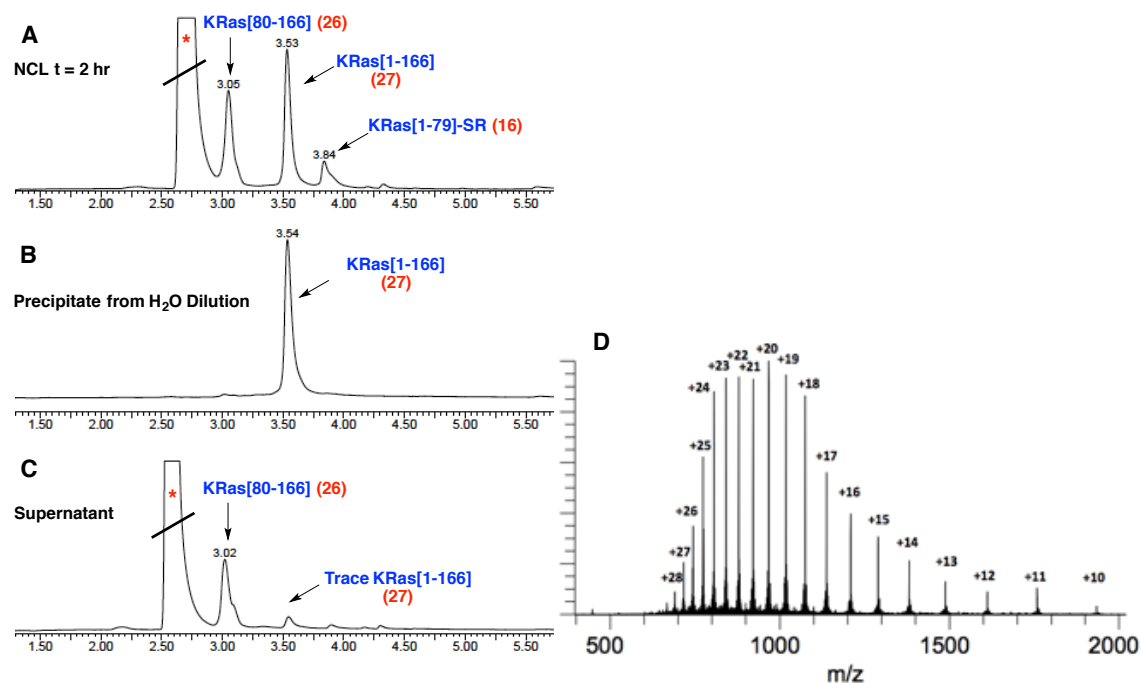 A
NCL t = 2 hr
*
KRas[80-166] (26)
3.05
3.53
KRas[1-166]
(27)
KRas[1-79]-SR (16)
3.84
1.50 2.00 2.50 3.00 3.50 4.00 4.50 5.00 5.50
B
Precipitate from H₂O Dilution
3.54
KRas[1-166]
(27)
1.50 2.00 2.50 3.00 3.50 4.00 4.50 5.00 5.50
C
Supernatant
*
KRas[80-166] (26)
3.02
Trace KRas[1-166]
(27)
1.50 2.00 2.50 3.00 3.50 4.00 4.50 5.00 5.50
D
+28 +27 +26 +25 +24 +23 +22 +21 +20 +19 +18 +17 +16 +15 +14 +13 +12 +11 +10
500 1000 1500 2000
m/z